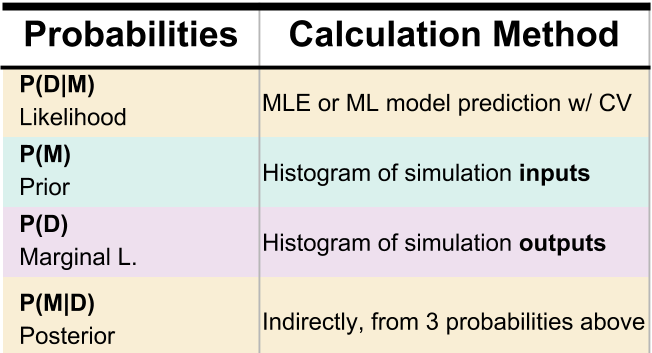 Probabilities
Calculation Method
P(D|M)
Likelihood
MLE or ML model prediction w/ CV
P(M)
Prior
Histogram of simulation inputs
P(D)
Marginal L.
Histogram of simulation outputs
P(M|D)
Posterior
Indirectly, from 3 probabilities above